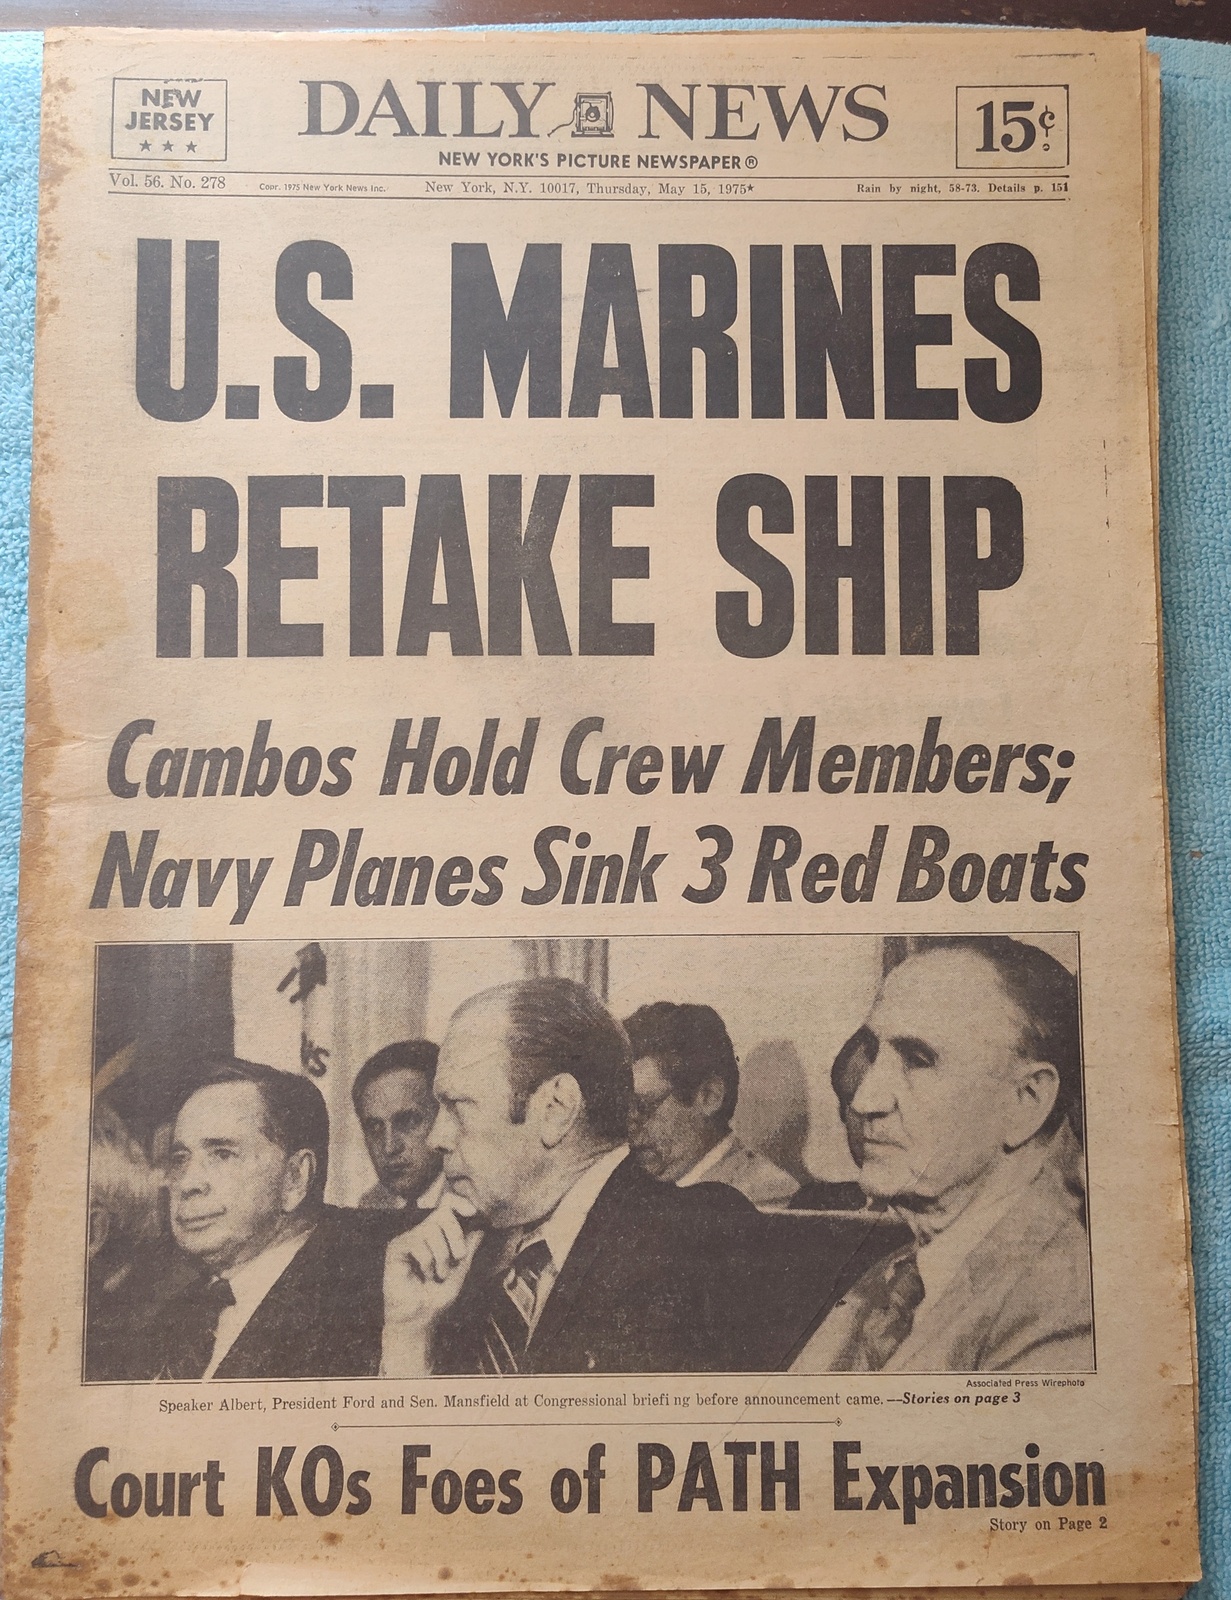 NEW
JERSEY
★ ★ ★
DAILY NEWS
NEW YORK'S PICTURE NEWSPAPER®
15¢
Vol. 56. No. 278 Copr. 1975 New York News Inc. New York, N.Y. 10017, Thursday, May 15, 1975★ Rain by night, 58-73. Details p. 151
U.S. MARINES
RETAKE SHIP
Cambos Hold Crew Members;
Navy Planes Sink 3 Red Boats
Associated Press Wirephoto
Speaker Albert, President Ford and Sen. Mansfield at Congressional briefi ng before announcement came.—Stories on page 3
Court KOs Foes of PATH Expansion
Story on Page 2